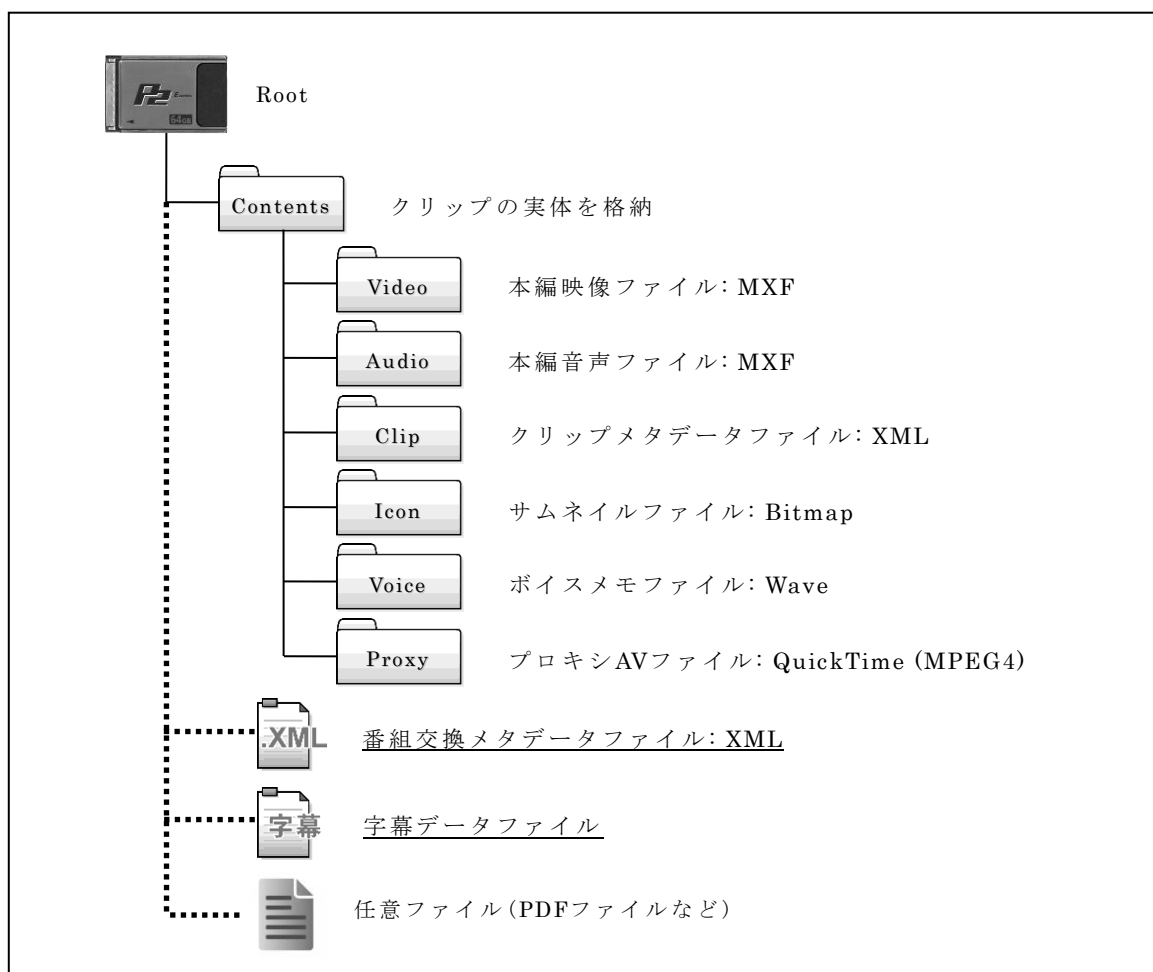 P2
64GB
Root
Contents クリップの実体を格納
Video 本編映像ファイル: MXF
Audio 本編音声ファイル: MXF
Clip クリップメタデータファイル: XML
Icon サムネイルファイル: Bitmap
Voice ボイスメモファイル: Wave
Proxy プロキシAVファイル: QuickTime (MPEG4)
.XML 番組交換メタデータファイル: XML
字幕 字幕データファイル
任意ファイル(PDFファイルなど)